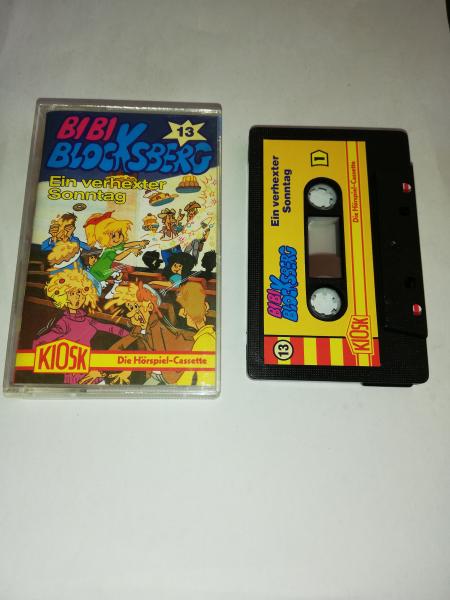 BIBI
13
BLOCKSBERG
Ein verhexter
Sonntag
KIOSK
Die Hörspiel-Cassette
Ein verhexter
Sonntag
1
BIBI
BLOCKSBERG
Die Hörspiel-Cassette
13
KIOSK